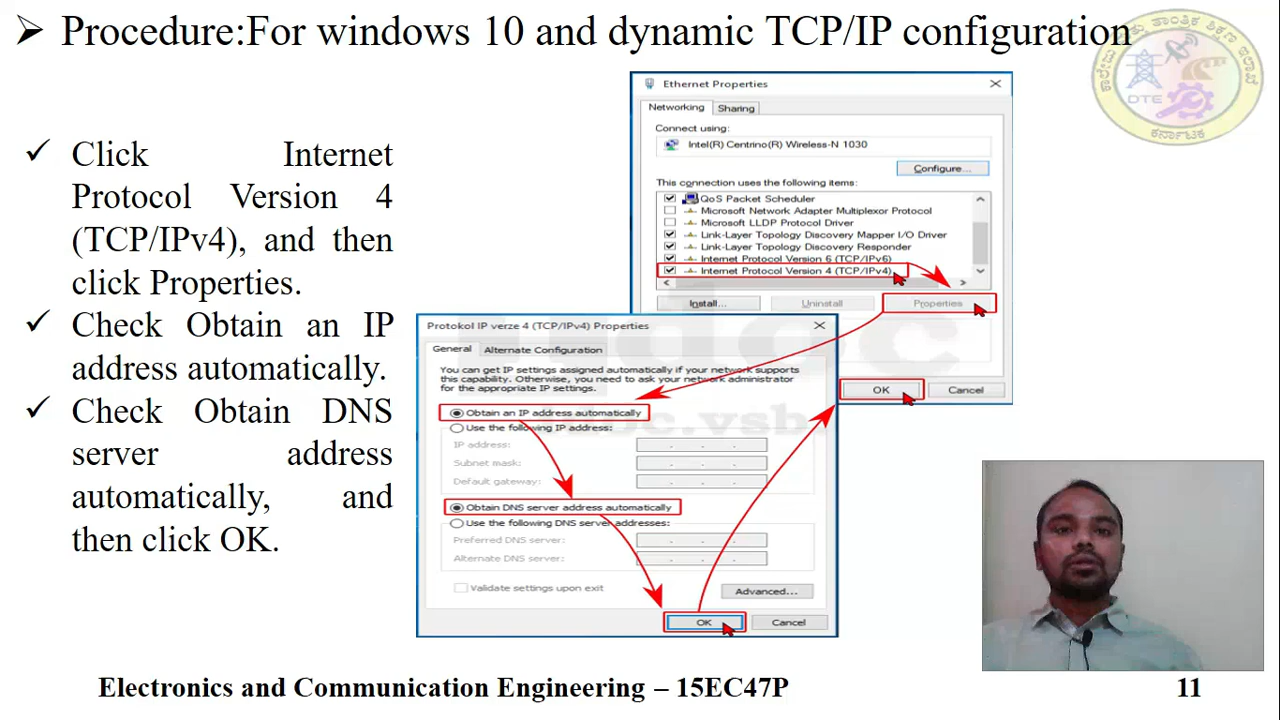 Procedure:For windows 10 and dynamic TCP/IP configuration
DTE
ಕರ್ನಾಟಕ
Click Internet
Protocol Version 4
(TCP/IPv4), and then
click Properties.
Check Obtain an IP
address automatically.
Check Obtain DNS
server address
automatically, and
then click OK.
Ethernet Properties
Networking Sharing
Connect using:
Intel(R) Centrino(R) Wireless-N 1030
Configure...
This connection uses the following items:
QoS Packet Scheduler
Microsoft Network Adapter Multiplexor Protocol
Microsoft LLDP Protocol Driver
Link-Layer Topology Discovery Mapper I/O Driver
Link-Layer Topology Discovery Responder
Internet Protocol Version 6 (TCP/IPv6)
Internet Protocol Version 4 (TCP/IPv4)
Install... Uninstall Properties
OK Cancel
Protokol IP verze 4 (TCP/IPv4) Properties
General Alternate Configuration
You can get IP settings assigned automatically if your network supports
this capability. Otherwise, you need to ask your network administrator
for the appropriate IP settings.
Obtain an IP address automatically
Use the following IP address:
IP address:
Subnet mask:
Default gateway:
Obtain DNS server address automatically
Use the following DNS server addresses:
Preferred DNS server:
Alternate DNS server:
Validate settings upon exit
Advanced...
OK Cancel
Electronics and Communication Engineering – 15EC47P
11